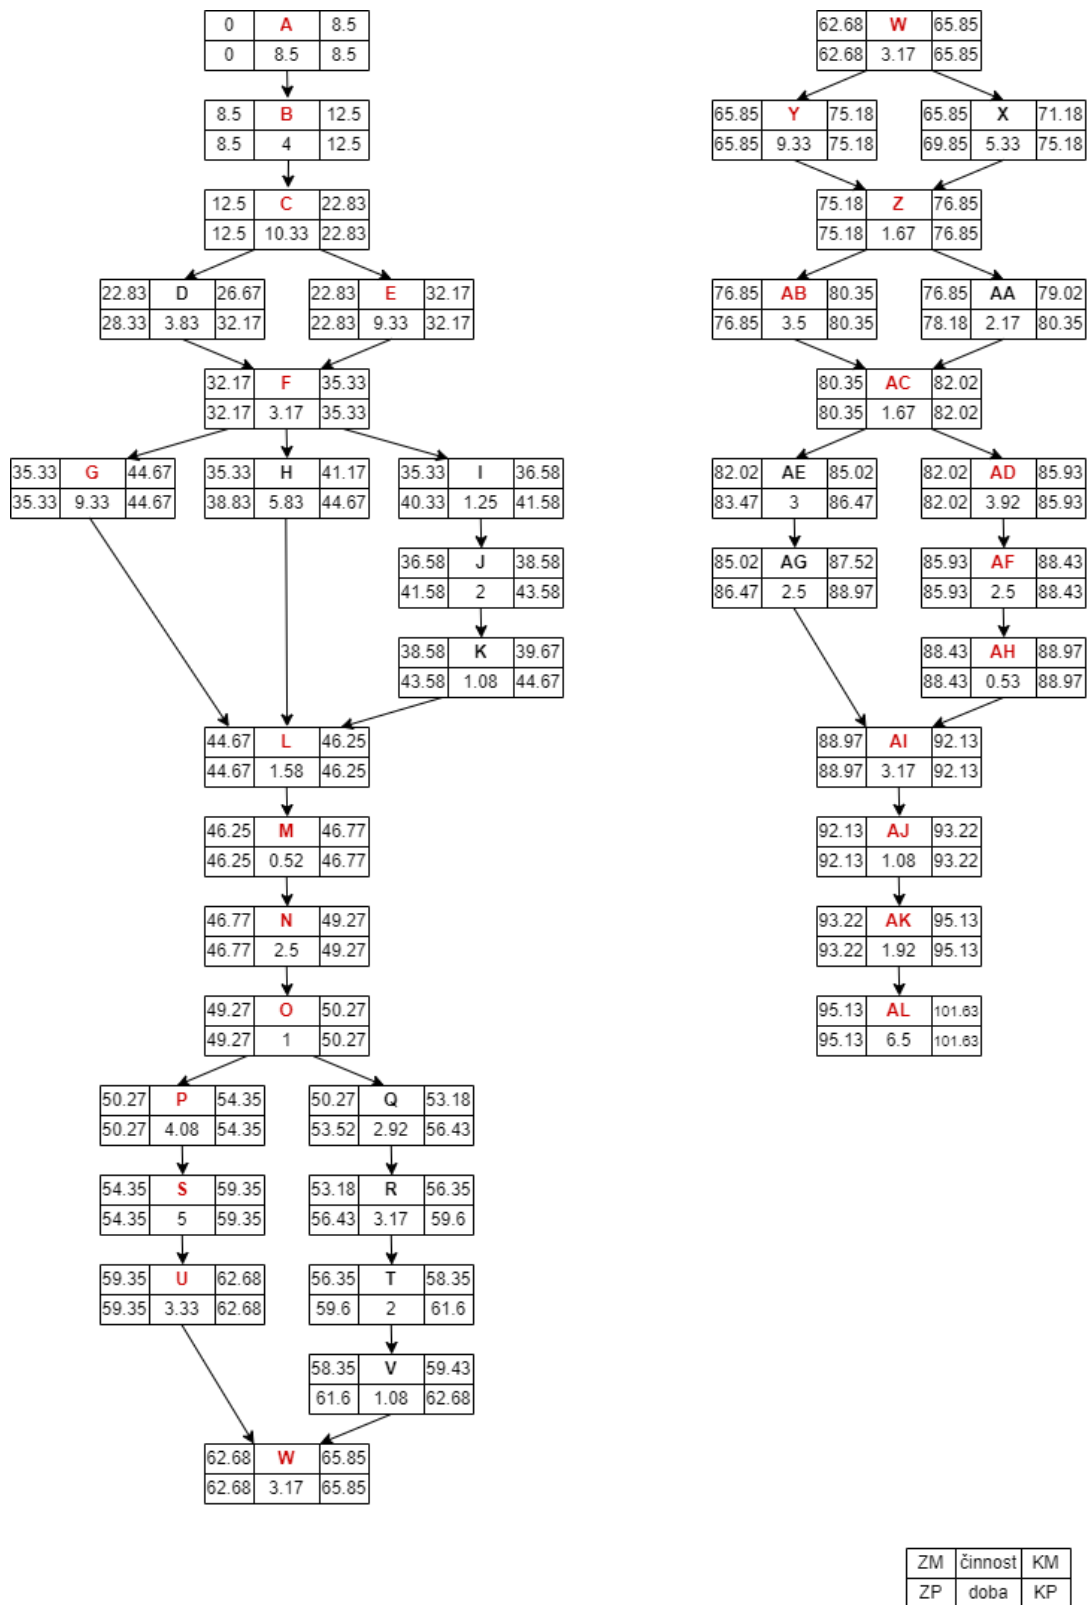 0 A 8.5
0 8.5 8.5
8.5 B 12.5
8.5 4 12.5
12.5 C 22.83
12.5 10.33 22.83
22.83 D 26.67
28.33 3.83 32.17
22.83 E 32.17
22.83 9.33 32.17
32.17 F 35.33
32.17 3.17 35.33
35.33 G 44.67
35.33 9.33 44.67
35.33 H 41.17
38.83 5.83 44.67
35.33 I 36.58
40.33 1.25 41.58
36.58 J 38.58
41.58 2 43.58
38.58 K 39.67
43.58 1.08 44.67
44.67 L 46.25
44.67 1.58 46.25
46.25 M 46.77
46.25 0.52 46.77
46.77 N 49.27
46.77 2.5 49.27
49.27 O 50.27
49.27 1 50.27
50.27 P 54.35
50.27 4.08 54.35
50.27 Q 53.18
53.52 2.92 56.43
54.35 S 59.35
54.35 5 59.35
53.18 R 56.35
56.43 3.17 59.6
59.35 U 62.68
59.35 3.33 62.68
56.35 T 58.35
59.6 2 61.6
58.35 V 59.43
61.6 1.08 62.68
62.68 W 65.85
62.68 3.17 65.85
62.68 W 65.85
62.68 3.17 65.85
65.85 Y 75.18
65.85 9.33 75.18
65.85 X 71.18
69.85 5.33 75.18
75.18 Z 76.85
75.18 1.67 76.85
76.85 AB 80.35
76.85 3.5 80.35
76.85 AA 79.02
78.18 2.17 80.35
80.35 AC 82.02
80.35 1.67 82.02
82.02 AE 85.02
83.47 3 86.47
82.02 AD 85.93
82.02 3.92 85.93
85.02 AG 87.52
86.47 2.5 88.97
85.93 AF 88.43
85.93 2.5 88.43
88.43 AH 88.97
88.43 0.53 88.97
88.97 AI 92.13
88.97 3.17 92.13
92.13 AJ 93.22
92.13 1.08 93.22
93.22 AK 95.13
93.22 1.92 95.13
95.13 AL 101.63
95.13 6.5 101.63
ZM činnost KM
ZP doba KP